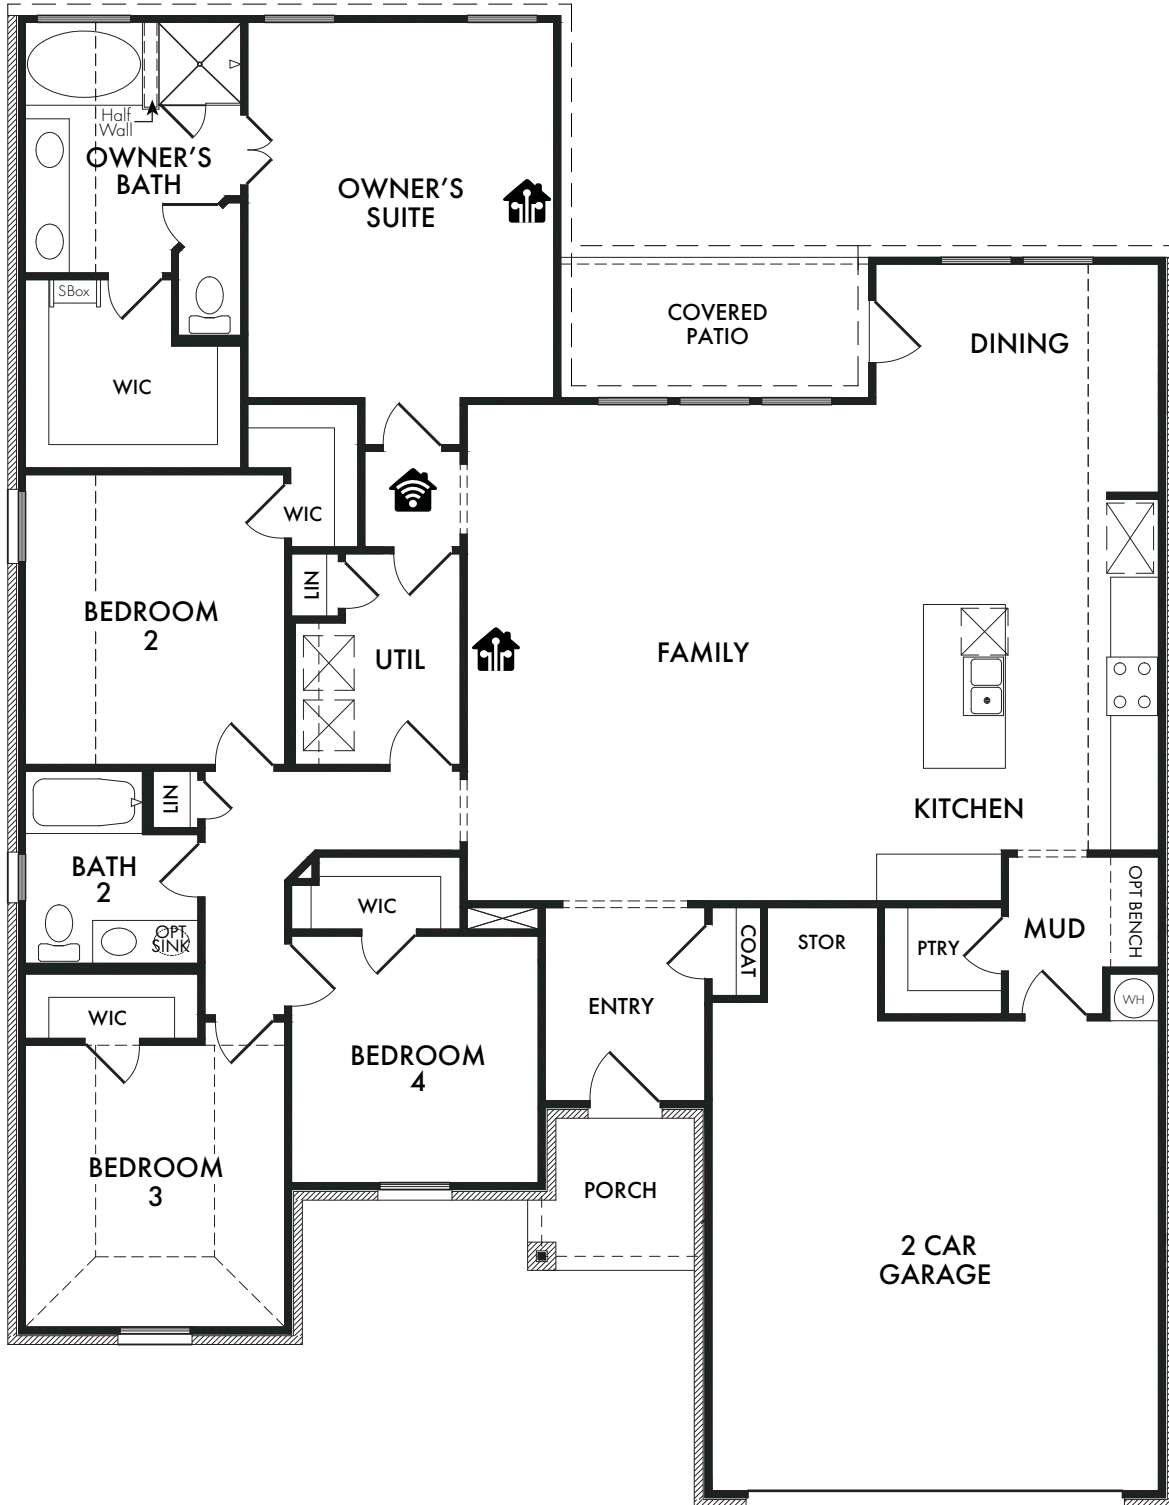 Half
Wall
OWNER'S
BATH
OWNER'S
SUITE
SBox
COVERED
PATIO
DINING
WIC
WIC
LIN
BEDROOM
2
UTIL
FAMILY
LIN
KITCHEN
BATH
2
WIC
OPT BENCH
OPT
SINK
COAT
STOR
PTRY
MUD
WIC
ENTRY
WH
BEDROOM
4
BEDROOM
3
PORCH
2 CAR
GARAGE